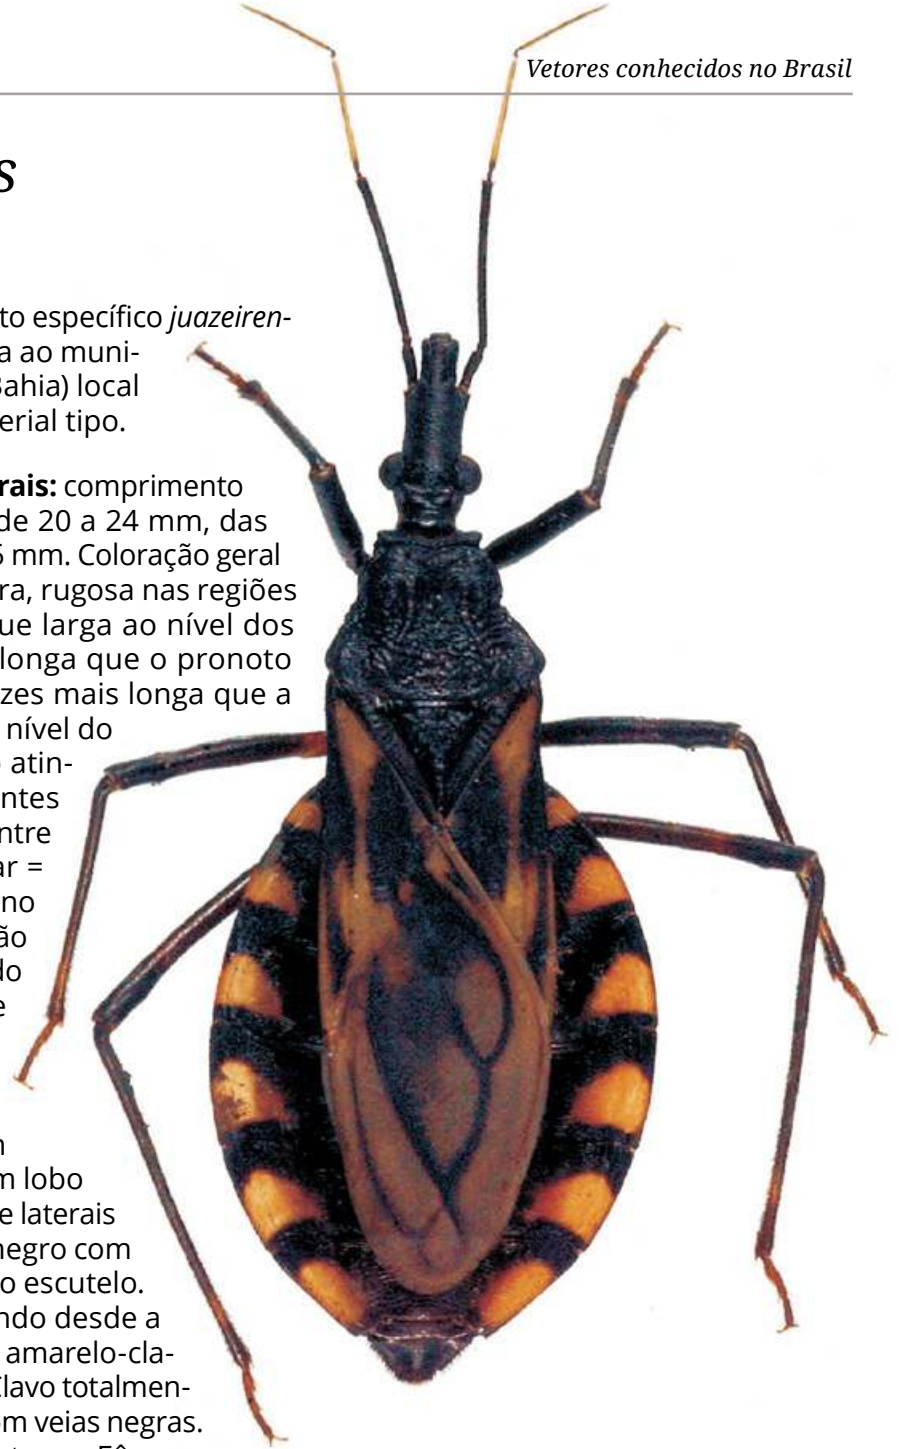 Vetores conhecidos no Brasil
s
to específico juazeiren-
a ao muni-
Bahia) local
erial tipo.
rais: comprimento
de 20 a 24 mm, das
mm. Coloração geral
ra, rugosa nas regiões
ue larga ao nível dos
longa que o pronoto
zes mais longa que a
nível do
atin-
ntes
ntre
ar =
no
ão
do
e
m lobo
e laterais
negro com
o escutelo.
ndo desde a
amarelo-cla-
Clavo totalmen-
om veias negras.